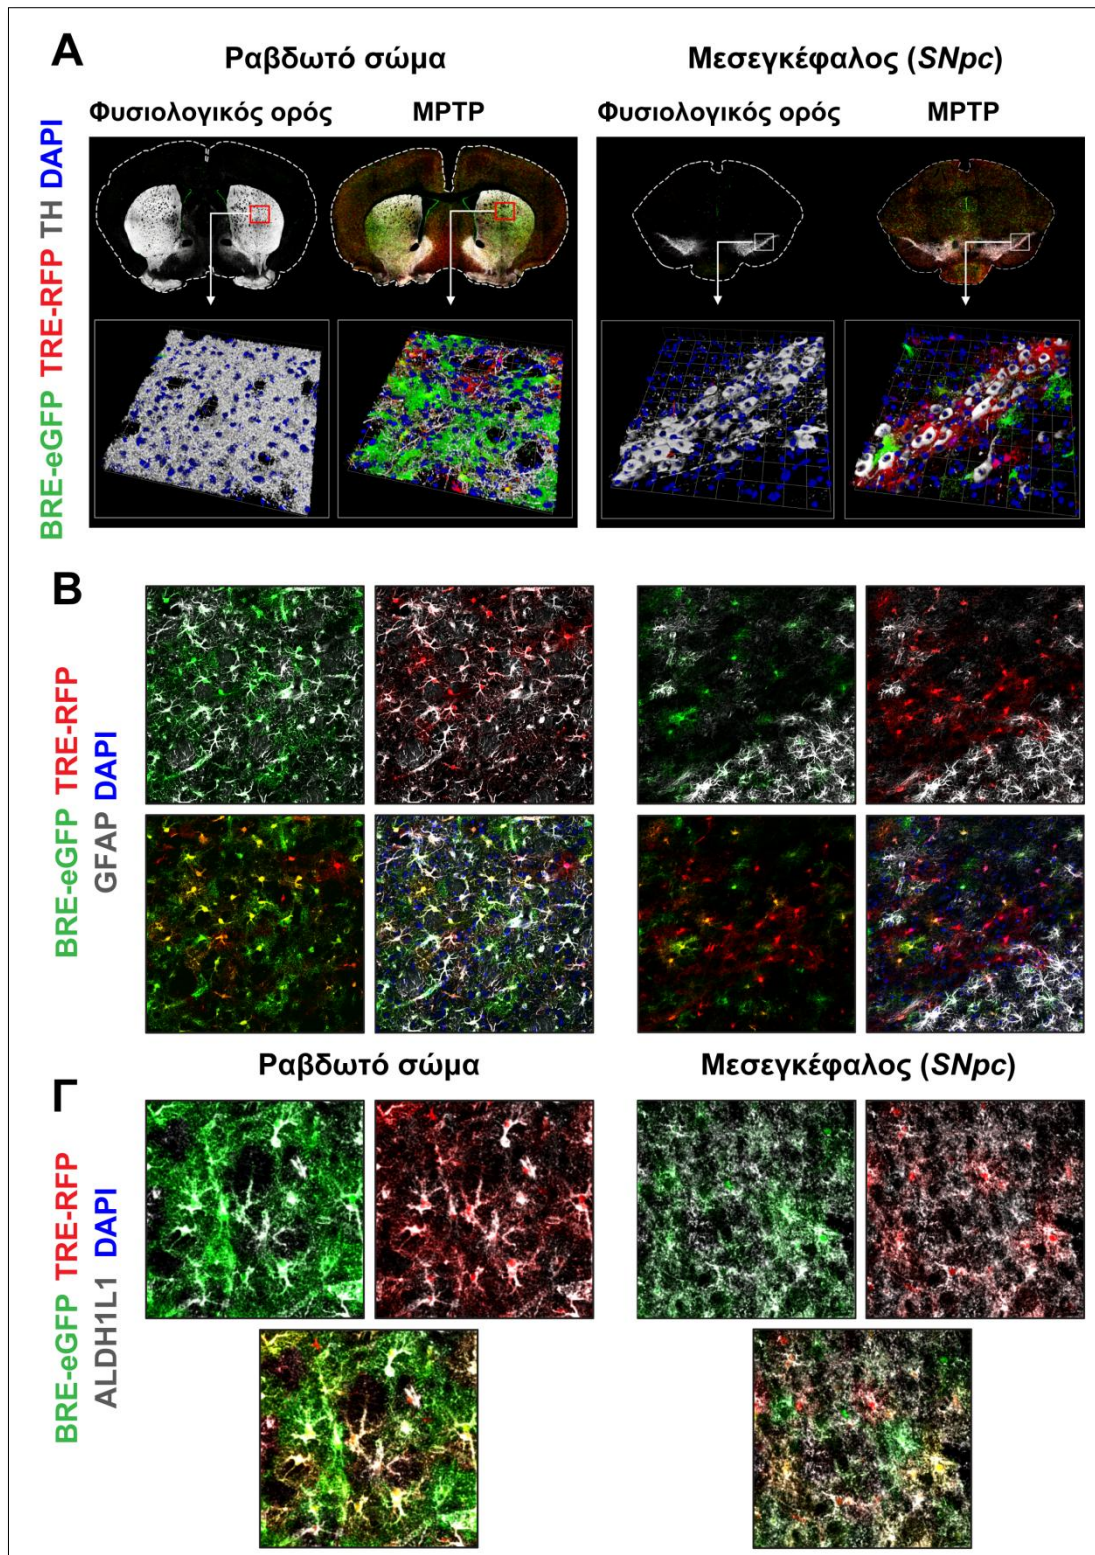 A
Ραβδωτό σώμα
Μεσεγκέφαλος (SNpc)
Φυσιολογικός ορός
MPTP
Φυσιολογικός ορός
MPTP
BRE-eGFP TRE-RFP TH DAPI
B
BRE-eGFP TRE-RFP
GFAP DAPI
Ραβδωτό σώμα
Μεσεγκέφαλος (SNpc)
Γ
BRE-eGFP TRE-RFP
ALDH1L1 DAPI